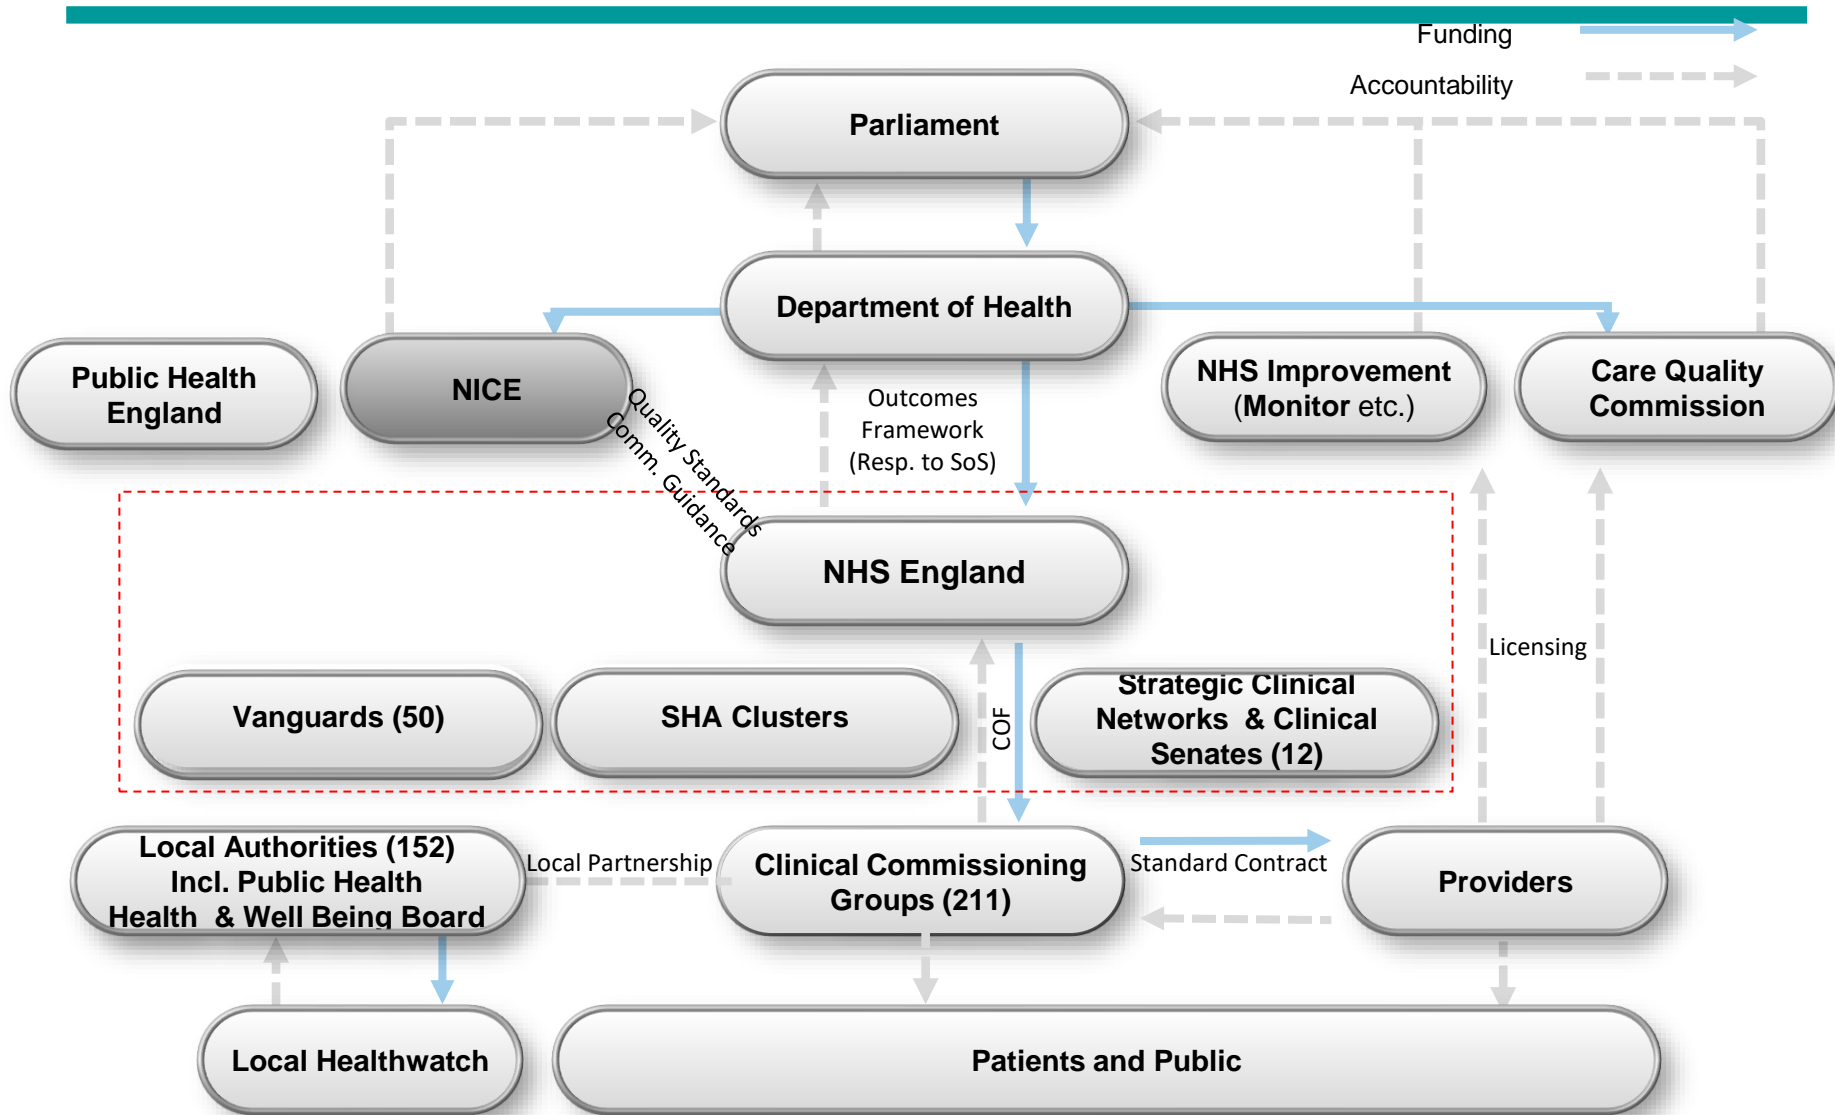 Funding
Accountability
Parliament
Department of Health
Public Health
England
NICE
NHS Improvement
(Monitor etc.)
Care Quality
Commission
Quality Standards
Comm. Guidance
Outcomes
Framework
(Resp. to SoS)
NHS England
Licensing
Vanguards (50)
SHA Clusters
COF
Strategic Clinical
Networks & Clinical
Senates (12)
Local Authorities (152)
Incl. Public Health
Health & Well Being Board
Local Partnership
Clinical Commissioning
Groups (211)
Standard Contract
Providers
Local Healthwatch
Patients and Public